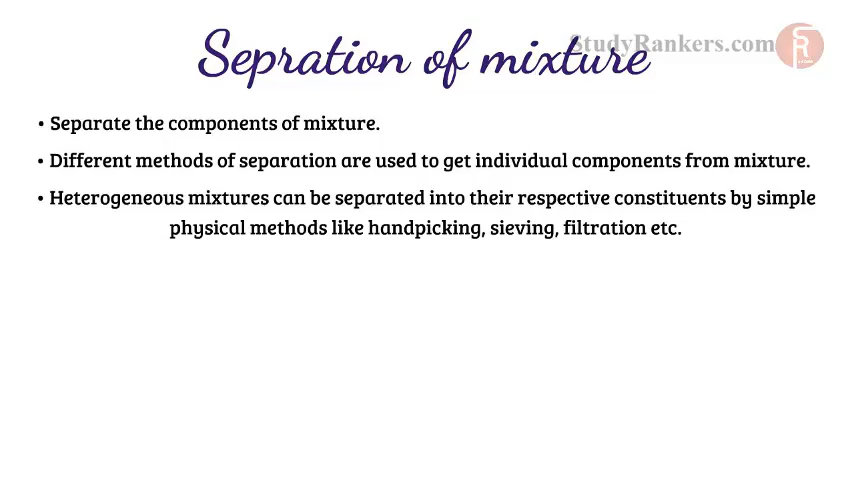 Sepration of mixture
StudyRankers.com
• Separate the components of mixture.
• Different methods of separation are used to get individual components from mixture.
• Heterogeneous mixtures can be separated into their respective constituents by simple
physical methods like handpicking, sieving, filtration etc.